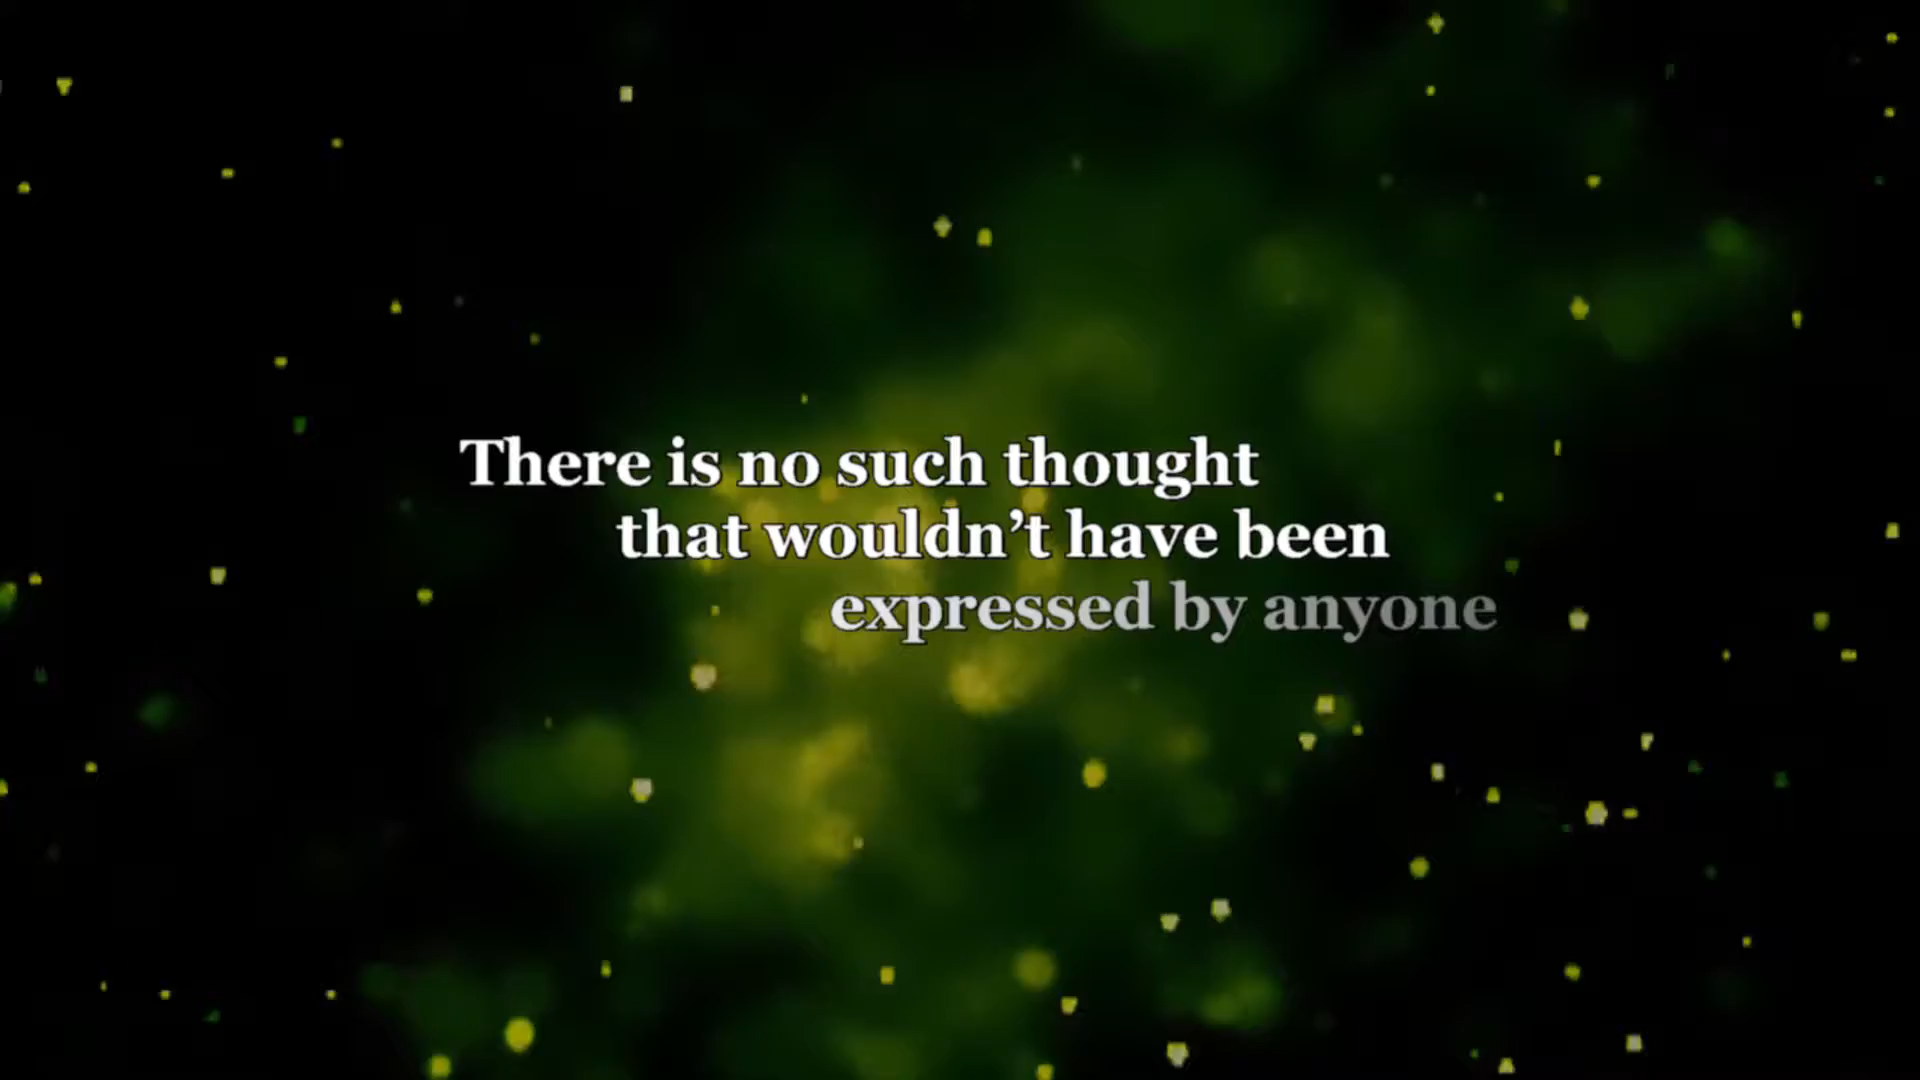 There is no such thought
that wouldn’t have been
expressed by anyone